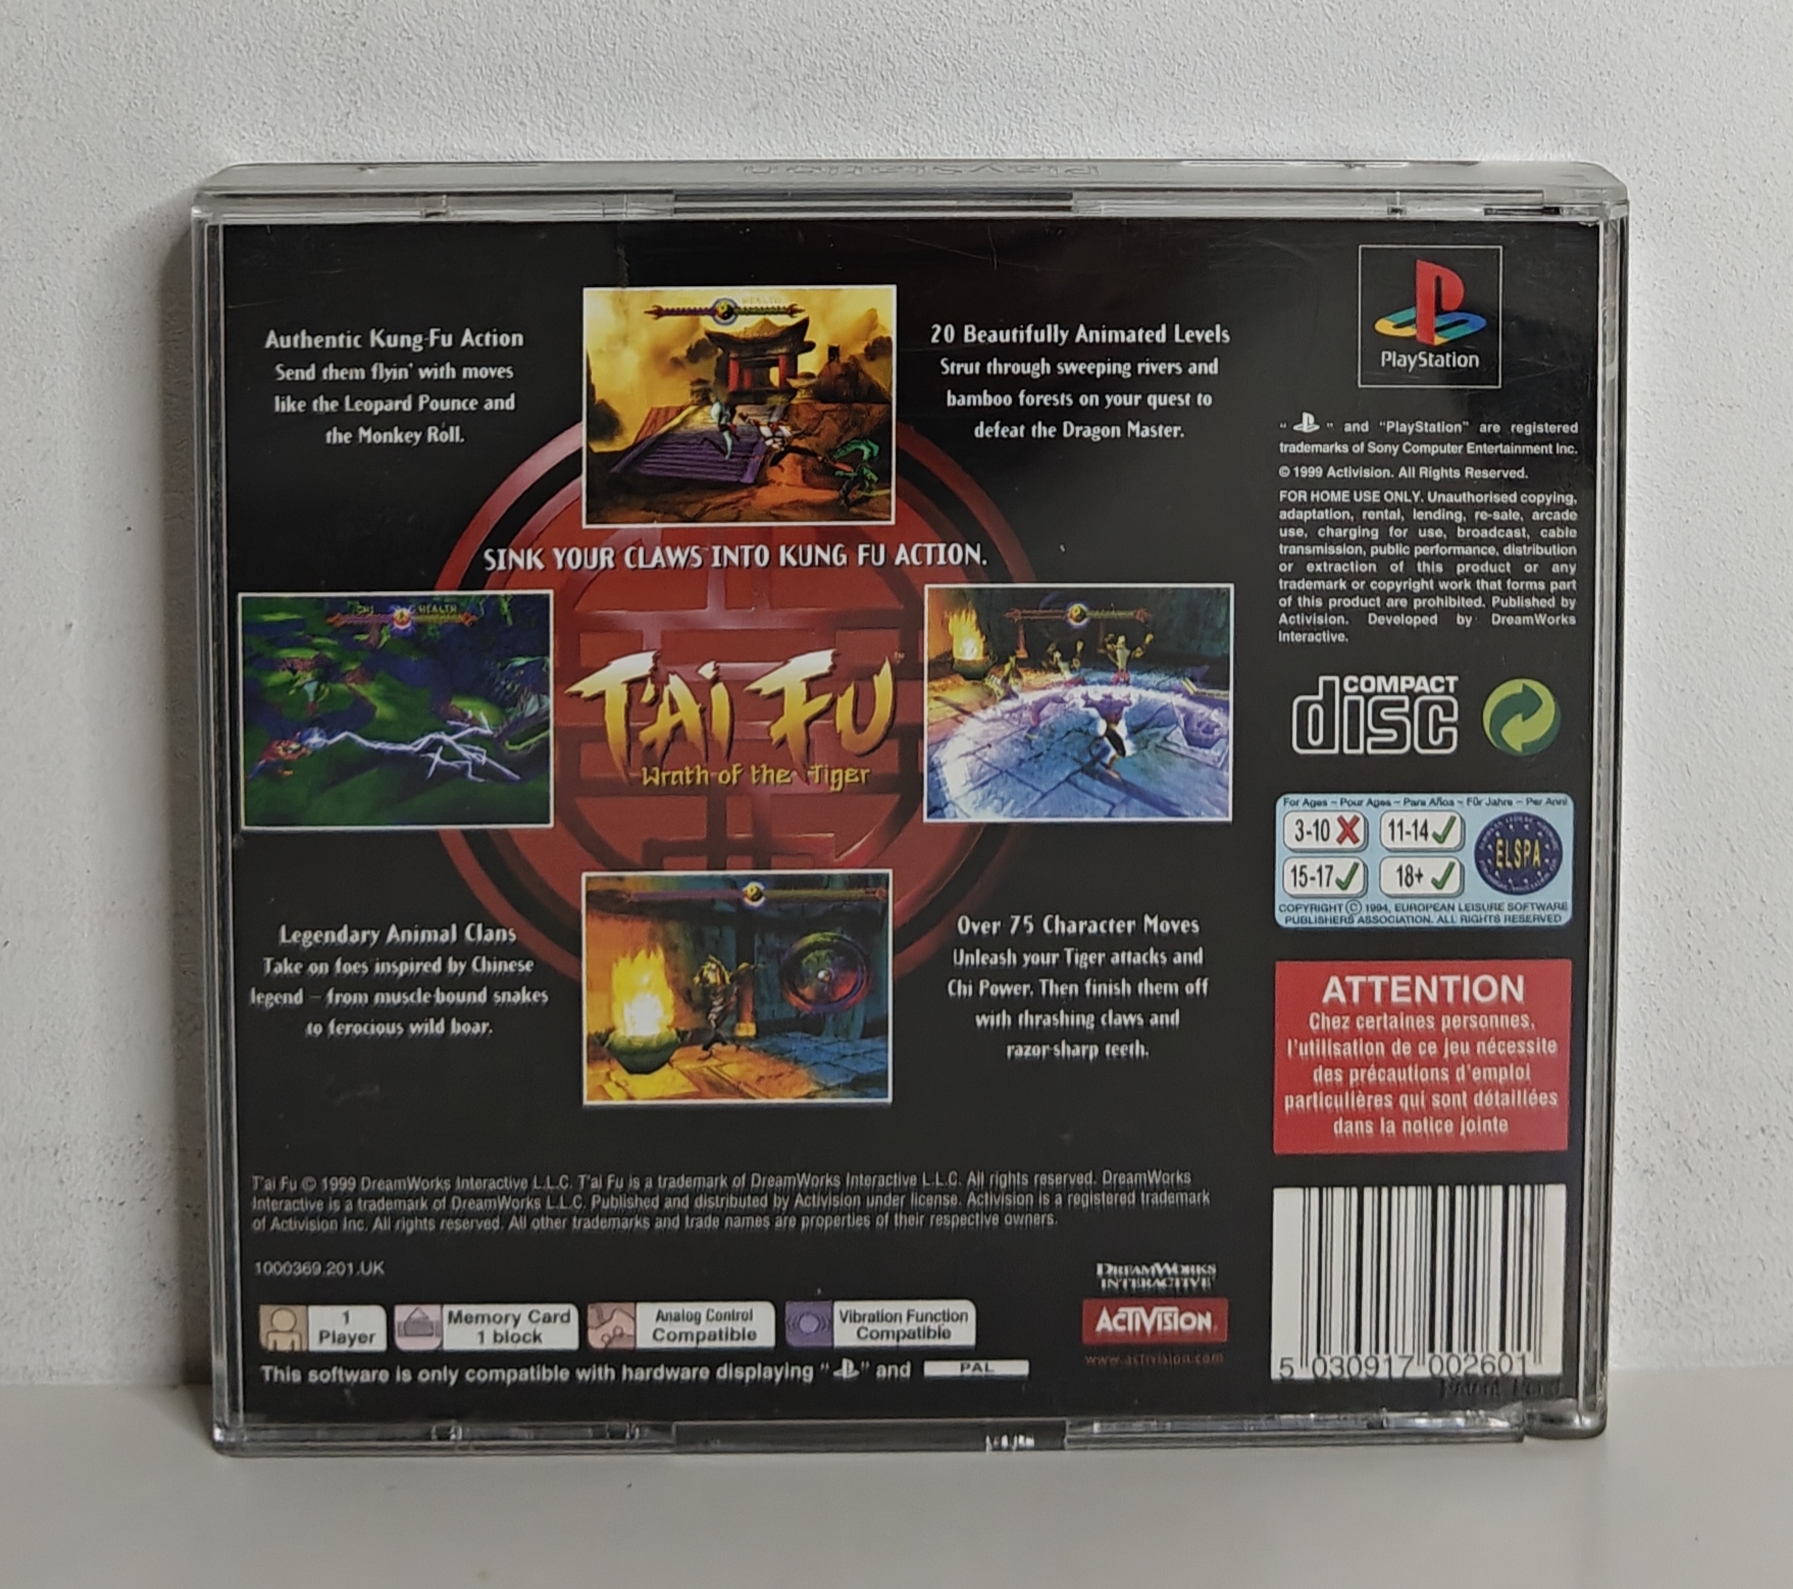 PlayStation
Authentic Kung-Fu Action
Send them flyin' with moves
like the Leopard Pounce and
the Monkey Roll.
HEALTH
20 Beautifully Animated Levels
Strut through sweeping rivers and
bamboo forests on your quest to
defeat the Dragon Master.
SINK YOUR CLAWS INTO KUNG FU ACTION.
CHI HEALTH
T'AI FU™
Wrath of the Tiger
Legendary Animal Clans
Take on foes inspired by Chinese
legend – from muscle-bound snakes
to ferocious wild boar.
Over 75 Character Moves
Unleash your Tiger attacks and
Chi Power. Then finish them off
with thrashing claws and
razor-sharp teeth.
T'ai Fu © 1999 DreamWorks Interactive L.L.C. T'ai Fu is a trademark of DreamWorks Interactive L.L.C. All rights reserved. DreamWorks
Interactive is a trademark of DreamWorks L.L.C. Published and distributed by Activision under license. Activision is a registered trademark
of Activision Inc. All rights reserved. All other trademarks and trade names are properties of their respective owners.
1000369.201.UK
1
Player
Memory Card
1 block
Analog Control
Compatible
Vibration Function
Compatible
This software is only compatible with hardware displaying " " and PAL
DREAMWORKS
INTERACTIVE
ACTIVISION
www.activision.com
PlayStation
" " and "PlayStation" are registered
trademarks of Sony Computer Entertainment Inc.
© 1999 Activision. All Rights Reserved.
FOR HOME USE ONLY. Unauthorised copying,
adaptation, rental, lending, re-sale, arcade
use, charging for use, broadcast, cable
transmission, public performance, distribution
or extraction of this product or any
trademark or copyright work that forms part
of this product are prohibited. Published by
Activision. Developed by DreamWorks
Interactive.
COMPACT
disc
For Ages – Pour Ages – Para Años – Für Jahre – Per Anni
3-10 11-14
15-17 18+
ELSPA
COPYRIGHT © 1994, EUROPEAN LEISURE SOFTWARE
PUBLISHERS ASSOCIATION. ALL RIGHTS RESERVED
ATTENTION
Chez certaines personnes,
l'utilisation de ce jeu nécessite
des précautions d'emploi
particulières qui sont détaillées
dans la notice jointe
5 030917 002601